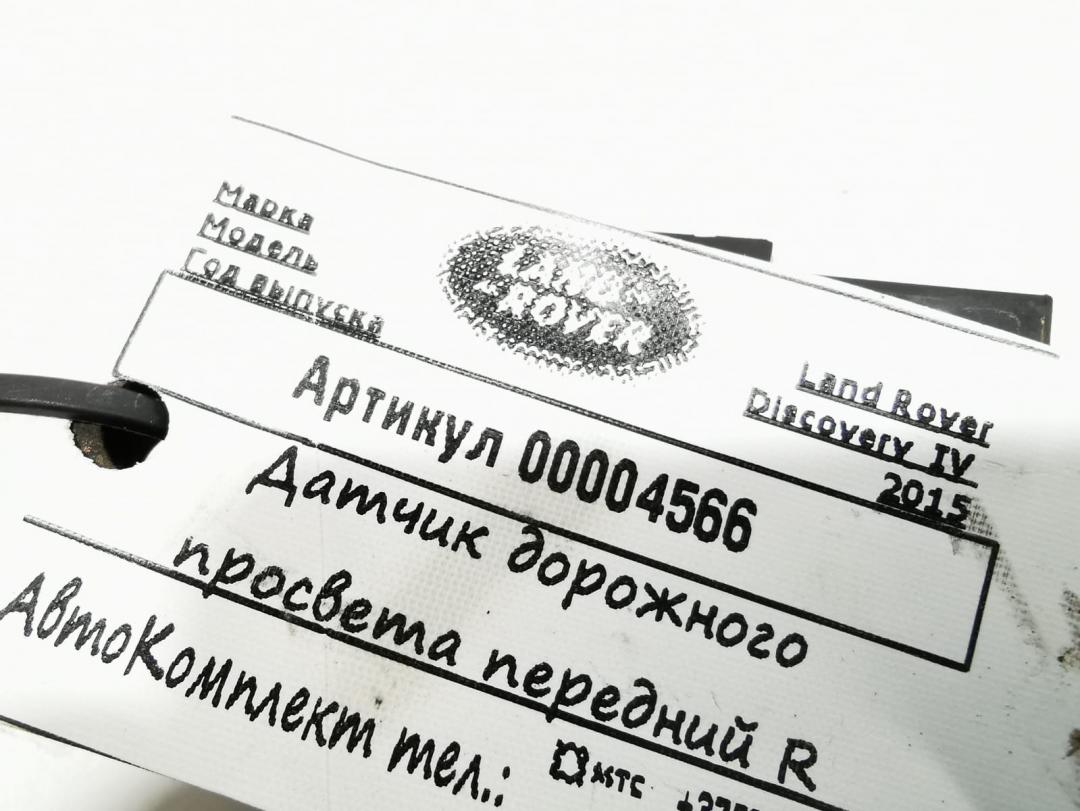 Марка
Модель
Год выпуска
LAND
ROVER
Land Rover
Discovery IV
2015
Артикул 00004566
Датчик дорожного
просвета передний R
АвтоКомплект тел.: мтс